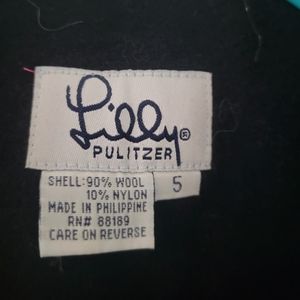 Lilly®
PULITZER
SHELL: 90% WOOL
10% NYLON
MADE IN PHILIPPINE
RN# 88189
CARE ON REVERSE
5